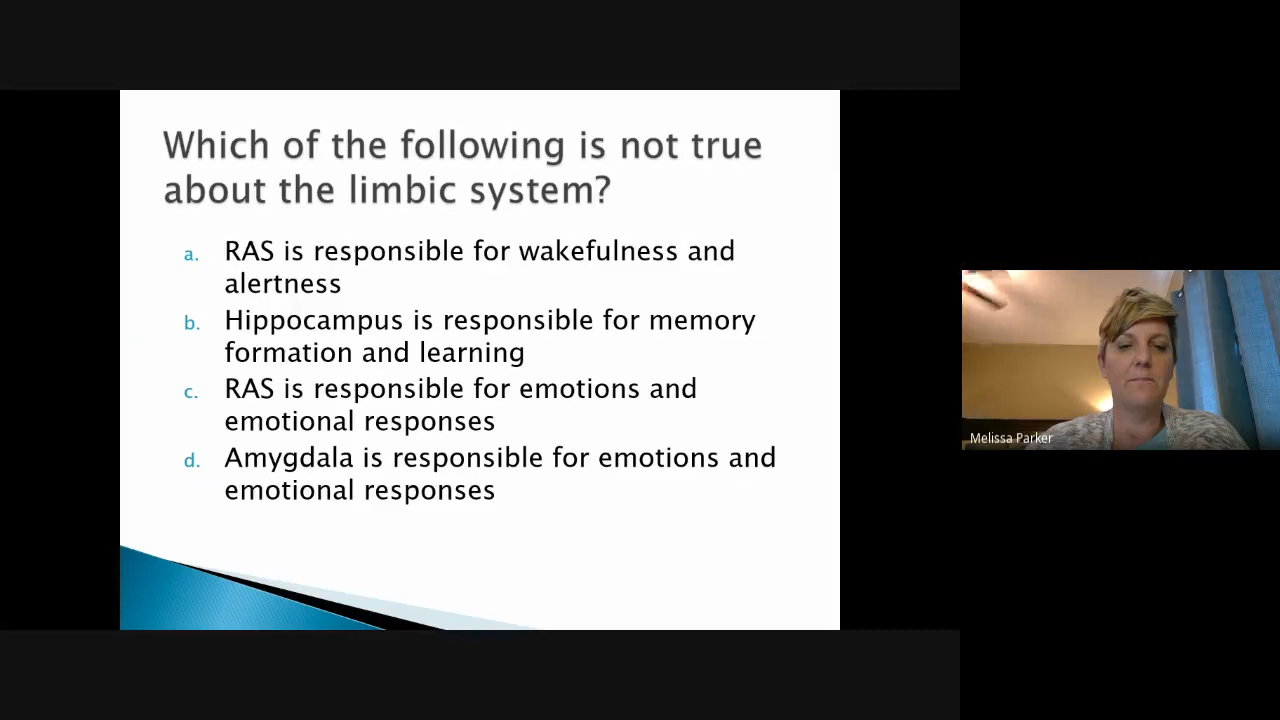 Which of the following is not true
about the limbic system?
a. RAS is responsible for wakefulness and
alertness
b. Hippocampus is responsible for memory
formation and learning
c. RAS is responsible for emotions and
emotional responses
d. Amygdala is responsible for emotions and
emotional responses
Melissa Parker